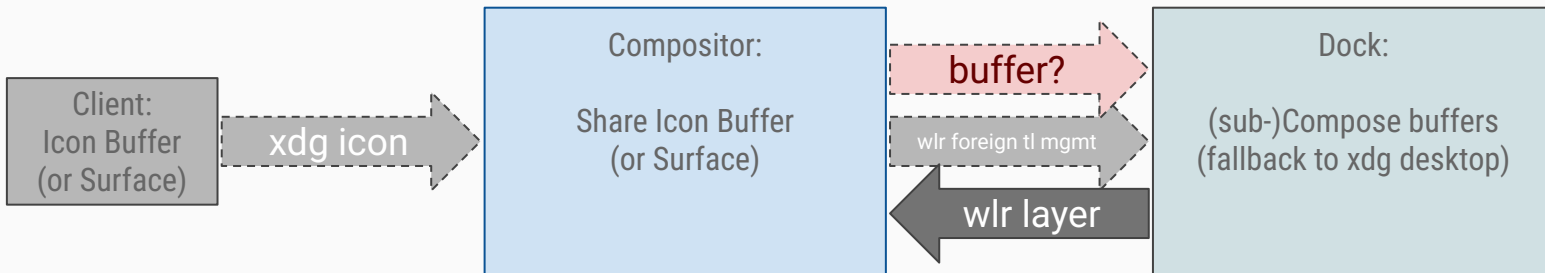 Client:
Icon Buffer
(or Surface)
xdg icon
Compositor:
Share Icon Buffer
(or Surface)
buffer?
wlr foreign tl mgmt
wlr layer
Dock:
(sub-)Compose buffers
(fallback to xdg desktop)